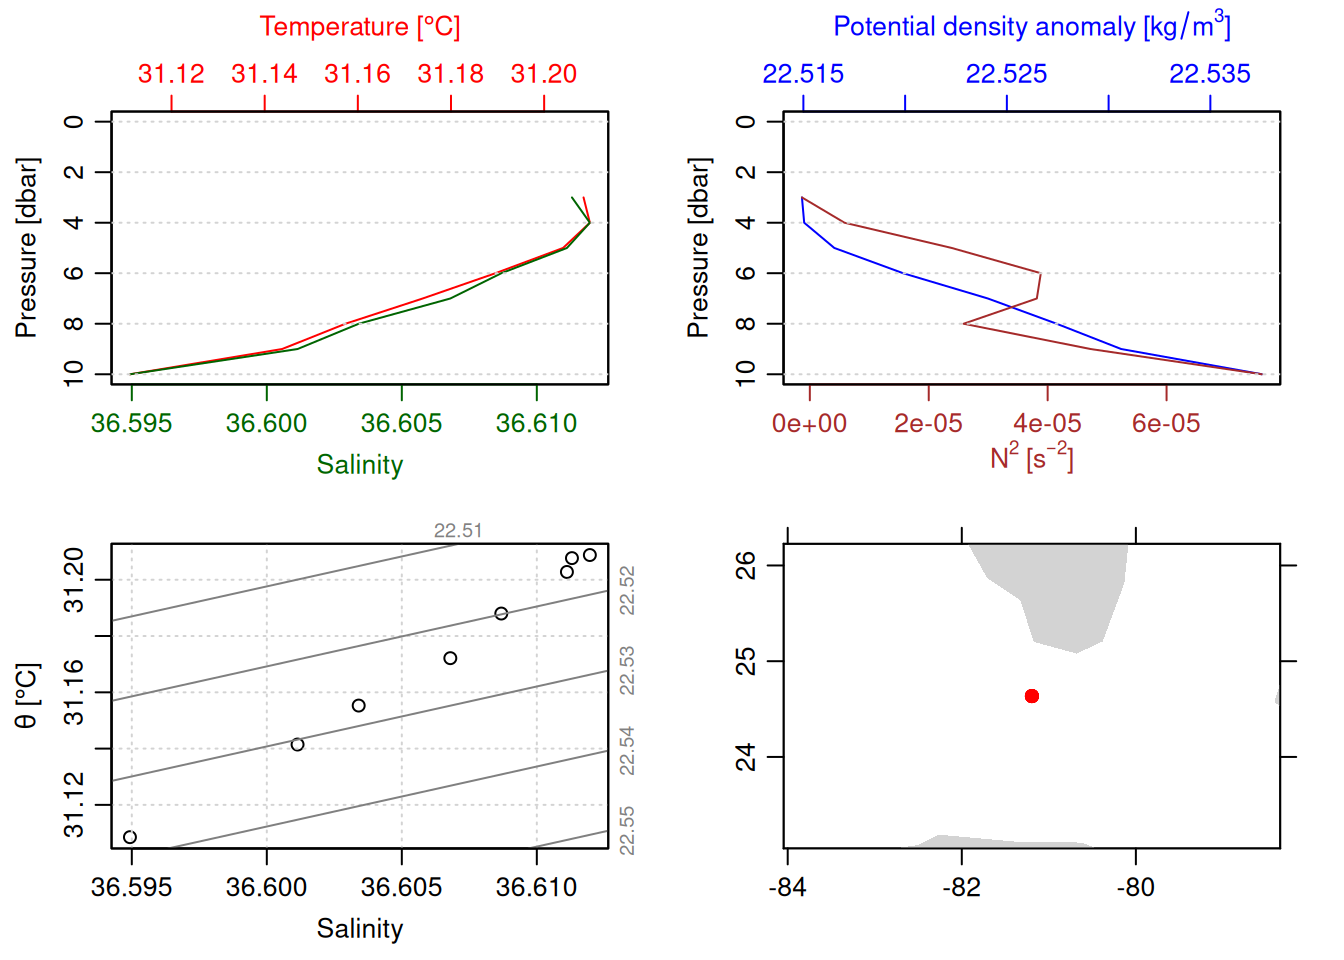 Temperature [°C]
31.12 31.14 31.16 31.18 31.20
Pressure [dbar]
0
2
4
6
8
10
36.595 36.600 36.605 36.610
Salinity
Potential density anomaly [kg/m³]
22.515 22.525 22.535
Pressure [dbar]
0
2
4
6
8
10
0e+00 2e-05 4e-05 6e-05
N² [s⁻²]
22.51
θ [°C]
31.20
31.16
31.12
22.52
22.53
22.54
22.55
36.595 36.600 36.605 36.610
Salinity
26
25
24
-84 -82 -80